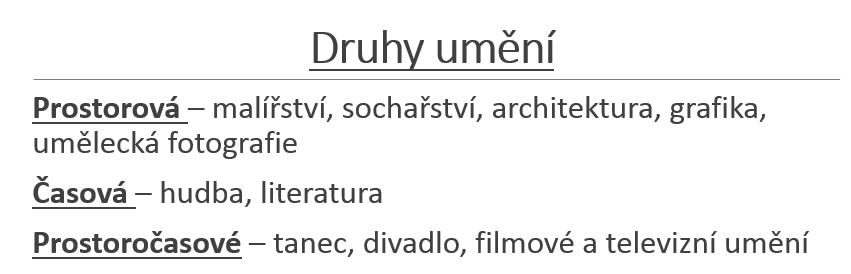 Druhy umění
Prostorová – malířství, sochařství, architektura, grafika,
umělecká fotografie
Časová – hudba, literatura
Prostoročasové – tanec, divadlo, filmové a televizní umění